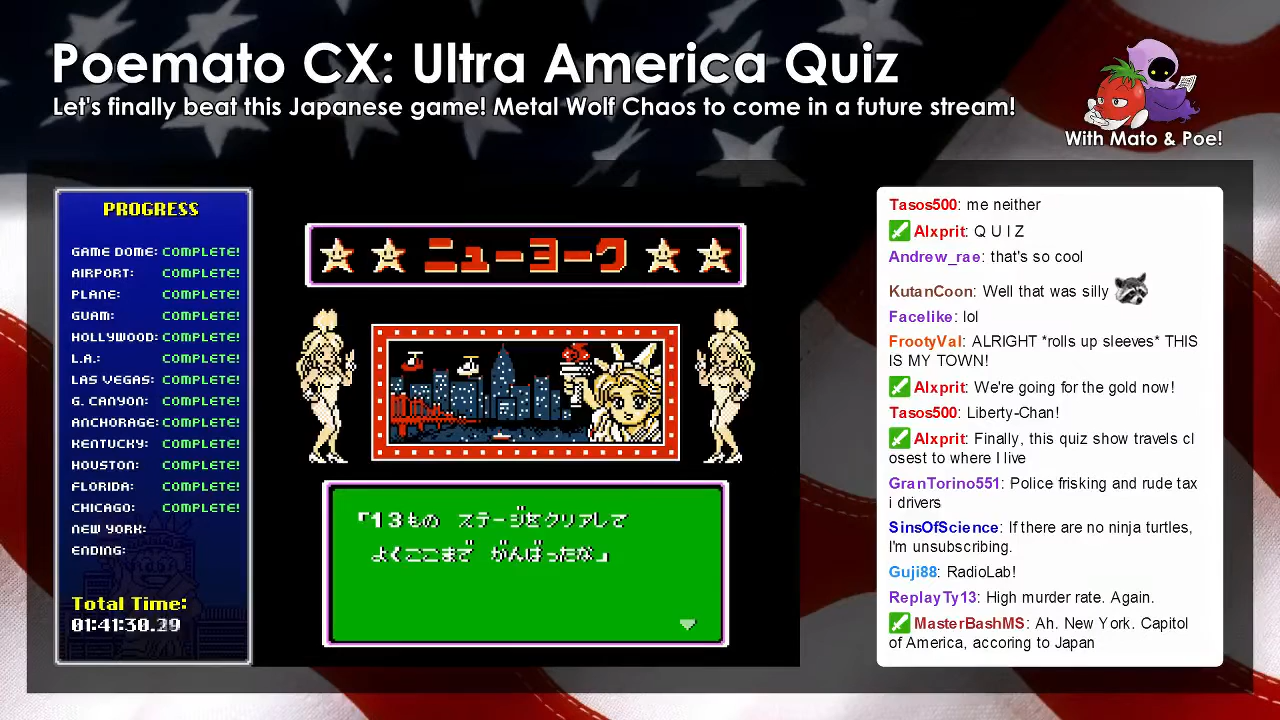 Poemato CX: Ultra America Quiz
Let's finally beat this Japanese game! Metal Wolf Chaos to come in a future stream!
With Mato & Poe!
PROGRESS
GAME DOME: COMPLETE!
AIRPORT: COMPLETE!
PLANE: COMPLETE!
GUAM: COMPLETE!
HOLLYWOOD: COMPLETE!
L.A.: COMPLETE!
LAS VEGAS: COMPLETE!
G. CANYON: COMPLETE!
ANCHORAGE: COMPLETE!
KENTUCKY: COMPLETE!
HOUSTON: COMPLETE!
FLORIDA: COMPLETE!
CHICAGO: COMPLETE!
NEW YORK:
ENDING:
Total Time:
01:41:30.29
★ ★ ニューヨーク ★ ★
「13もの ステージをクリアして
よくここまで がんばったな」
Tasos500: me neither
Alxprit: Q U I Z
Andrew_rae: that's so cool
KutanCoon: Well that was silly
Facelike: lol
FrootyVal: ALRIGHT *rolls up sleeves* THIS
IS MY TOWN!
Alxprit: We're going for the gold now!
Tasos500: Liberty-Chan!
Alxprit: Finally, this quiz show travels cl
osest to where I live
GranTorino551: Police frisking and rude tax
i drivers
SinsOfScience: If there are no ninja turtles,
I'm unsubscribing.
Guji88: RadioLab!
ReplayTy13: High murder rate. Again.
MasterBashMS: Ah. New York. Capitol
of America, accoring to Japan